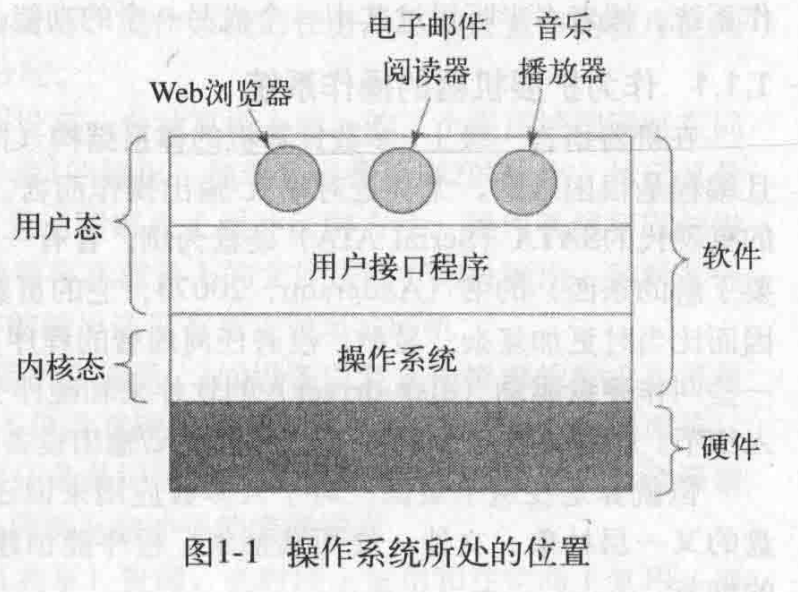 电子邮件
阅读器
音乐
播放器
Web浏览器
用户态
用户接口程序
软件
内核态
操作系统
硬件
图1-1 操作系统所处的位置